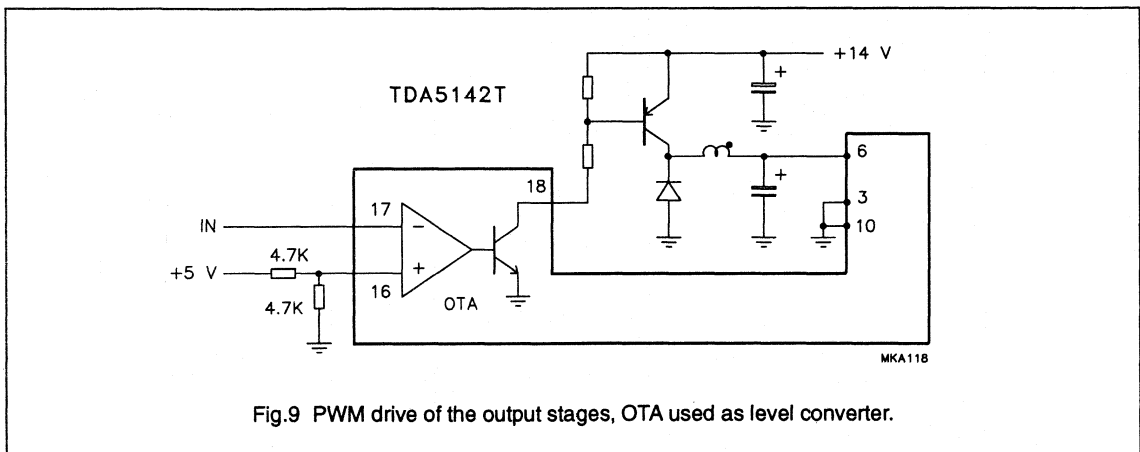 +14 V
+
TDA5142T
6
18
+
3
17
10
IN
−
4.7K
+5 V
+
16
4.7K
OTA
MKA118
Fig.9 PWM drive of the output stages, OTA used as level converter.